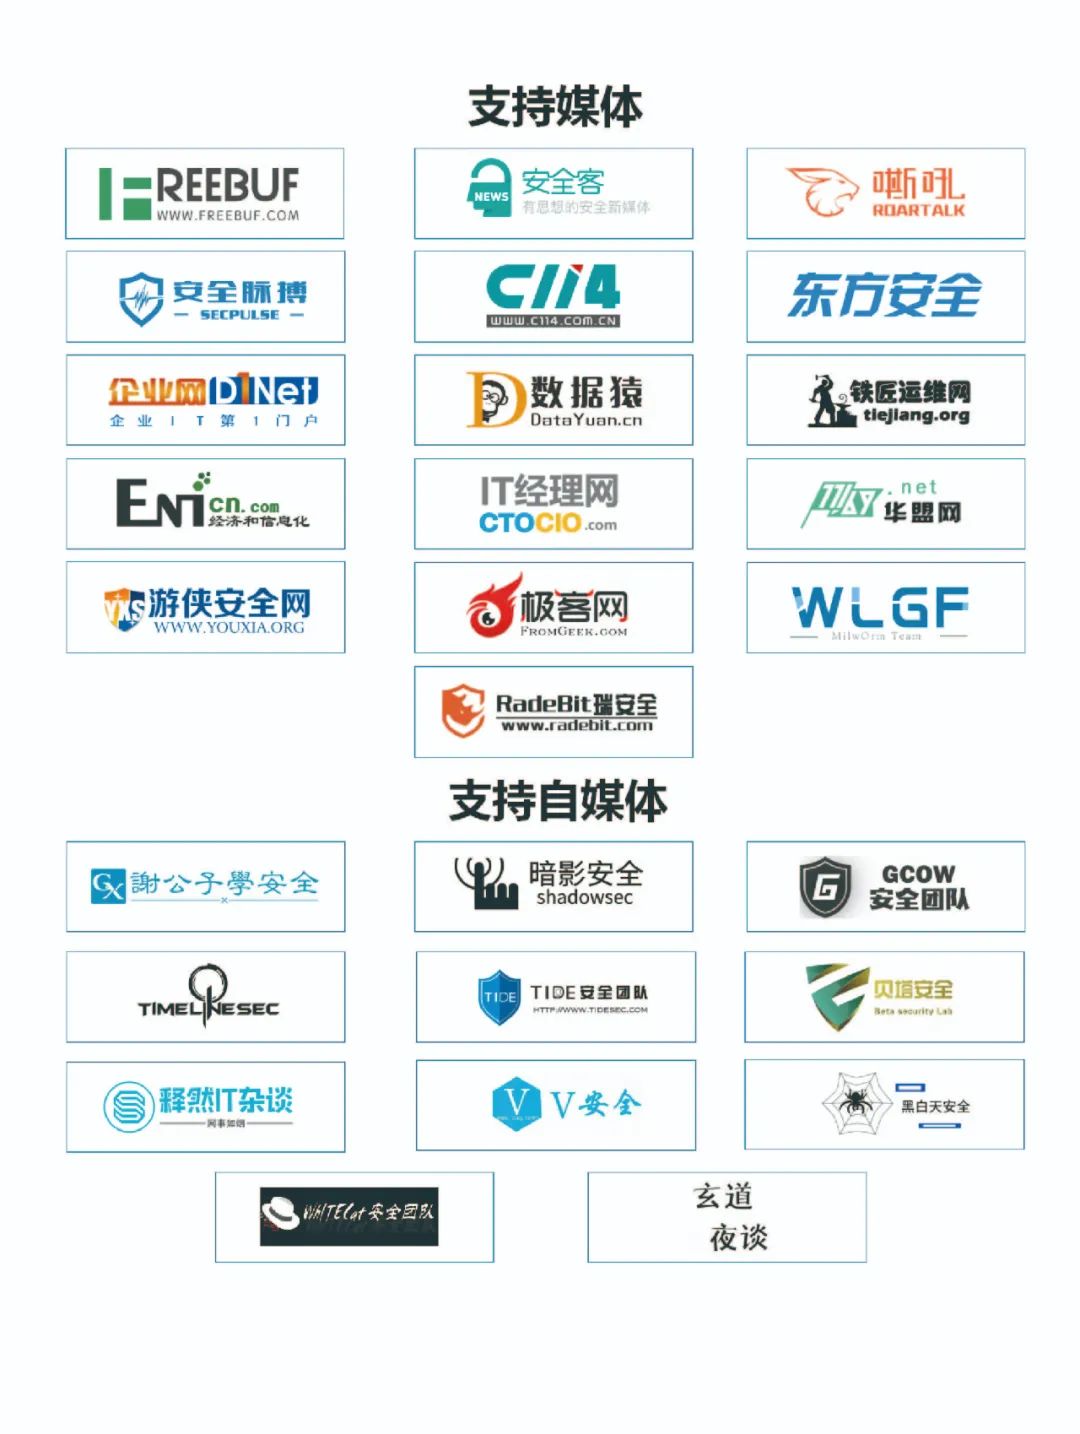 支持媒体
FREEBUF
WWW.FREEBUF.COM
NEWS
安全客
有思想的安全新媒体
嘶吼
ROARTALK
安全脉搏
SECPULSE
C114
WWW.C114.COM.CN
东方安全
企业网D1Net
企业IT第1门户
数据猿
DataYuan.cn
铁匠运维网
tiejiang.org
ENI
cn.com
经济和信息化
IT经理网
CTOCIO.com
.net
华盟网
YXS
游侠安全网
WWW.YOUXIA.ORG
极客网
FROMGEEK.COM
WLGF
Milw0rm Team
RadeBit瑞安全
www.radebit.com
支持自媒体
GX
謝公子學安全
暗影安全
shadowsec
G
GCOW
安全团队
TIMELINESEC
TIDE
TIDE安全团队
HTTP://WWW.TIDESEC.COM
贝塔安全
Beta security Lab
释然IT杂谈
网事如烟
V
V安全
黑白天安全
WhITECat安全团队
玄道
夜谈